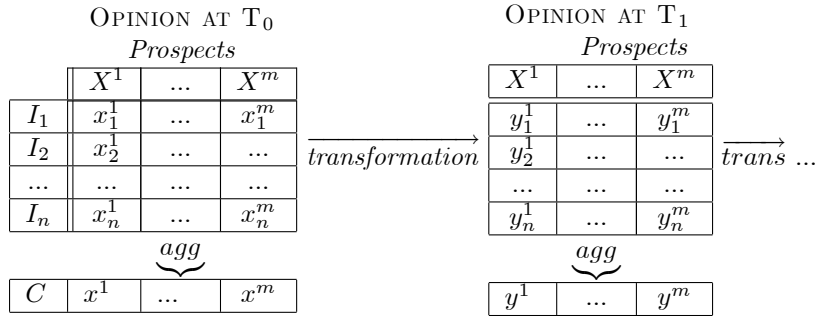 OPINION AT T₀
Prospects
X¹ ... Xᵐ
I₁ x₁¹ ... x₁ᵐ
I₂ x₂¹ ... ...
... ... ... ...
Iₙ xₙ¹ ... xₙᵐ
agg
C x¹ ... xᵐ
transformation
OPINION AT T₁
Prospects
X¹ ... Xᵐ
y₁¹ ... y₁ᵐ
y₂¹ ... ...
... ... ...
yₙ¹ ... yₙᵐ
agg
y¹ ... yᵐ
trans ...